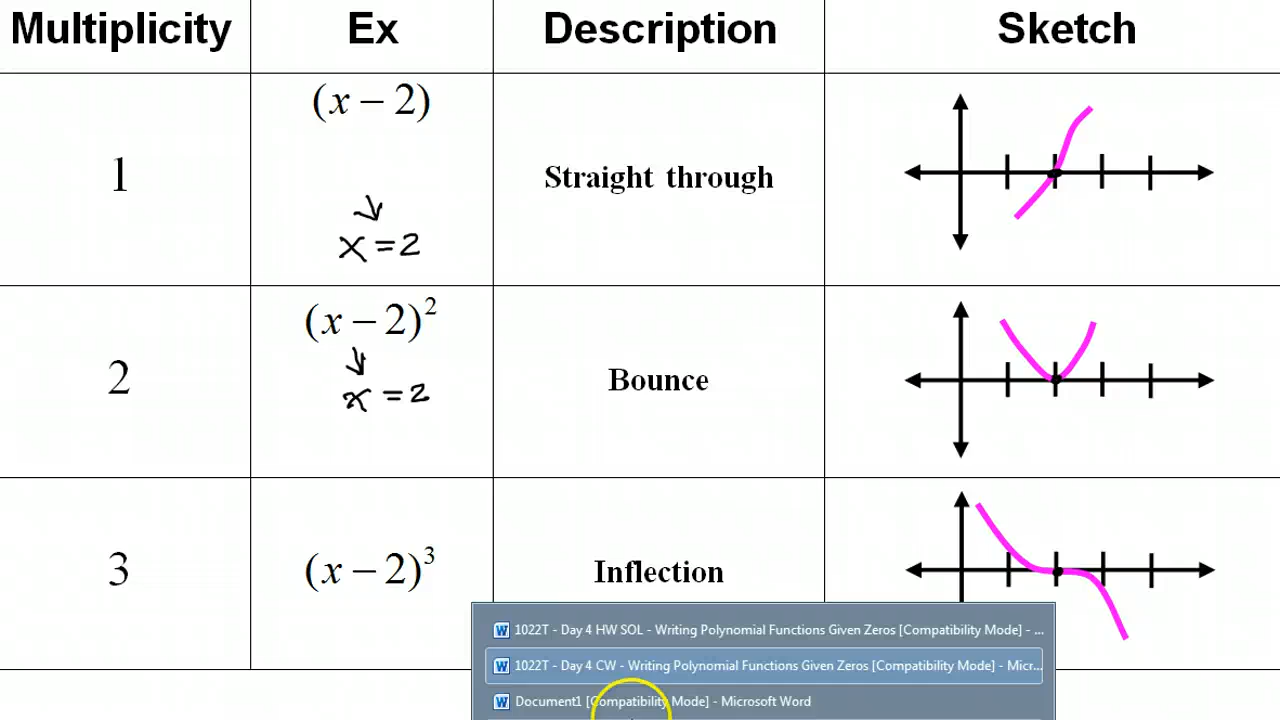 Multiplicity Ex Description Sketch
(x − 2)
1 Straight through
x = 2
(x − 2)²
2 Bounce
x = 2
3 (x − 2)³ Inflection
1022T - Day 4 HW SOL - Writing Polynomial Functions Given Zeros [Compatibility Mode] - ...
1022T - Day 4 CW - Writing Polynomial Functions Given Zeros [Compatibility Mode] - Micr...
Document1 [Compatibility Mode] - Microsoft Word